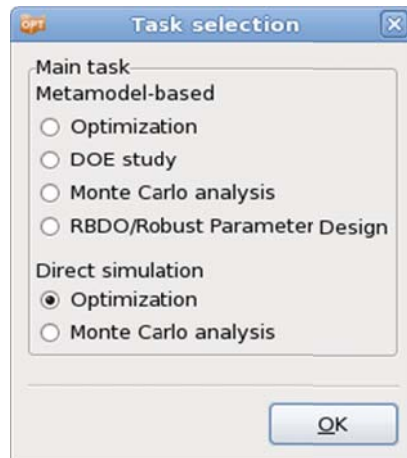 OPT
Task selection
Main task
Metamodel-based
Optimization
DOE study
Monte Carlo analysis
RBDO/Robust Parameter Design
Direct simulation
Optimization
Monte Carlo analysis
OK